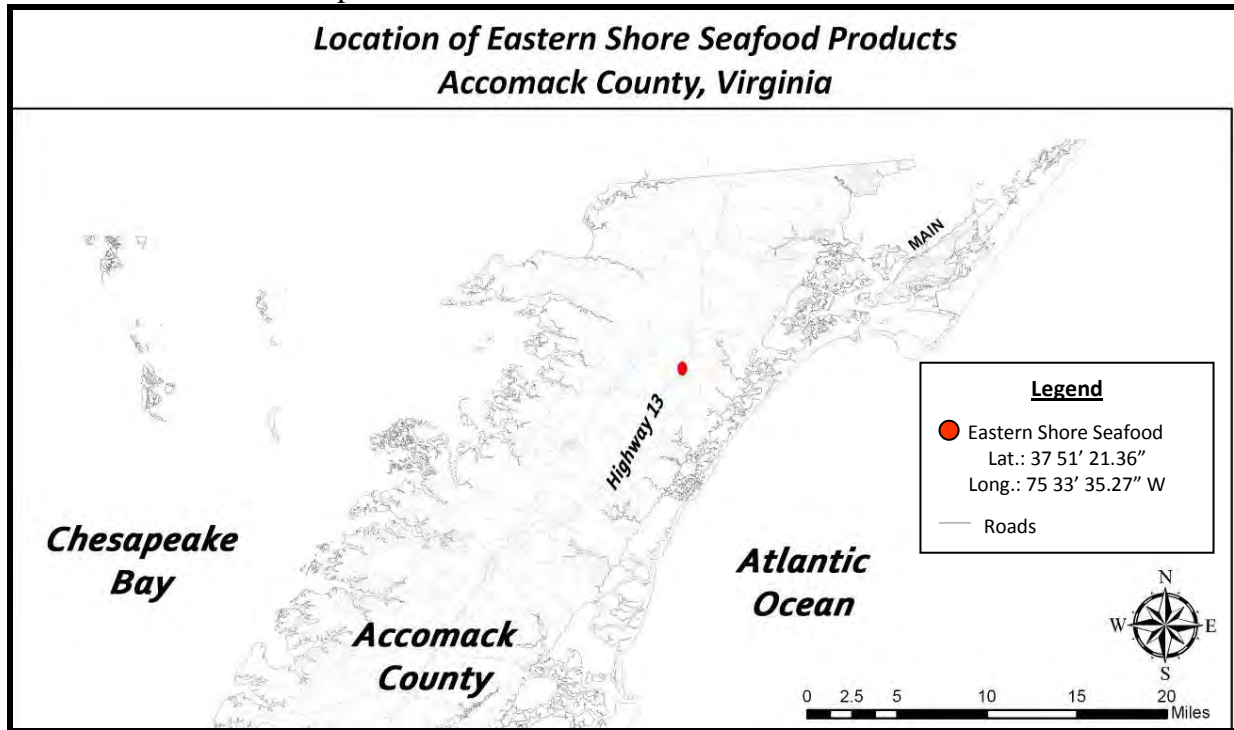 Location of Eastern Shore Seafood Products
Accomack County, Virginia
MAIN
Highway 13
Legend
Eastern Shore Seafood
Lat.: 37 51’ 21.36”
Long.: 75 33’ 35.27” W
Roads
Chesapeake
Bay
Atlantic
Ocean
Accomack
County
N
W E
S
0 2.5 5 10 15 20
Miles